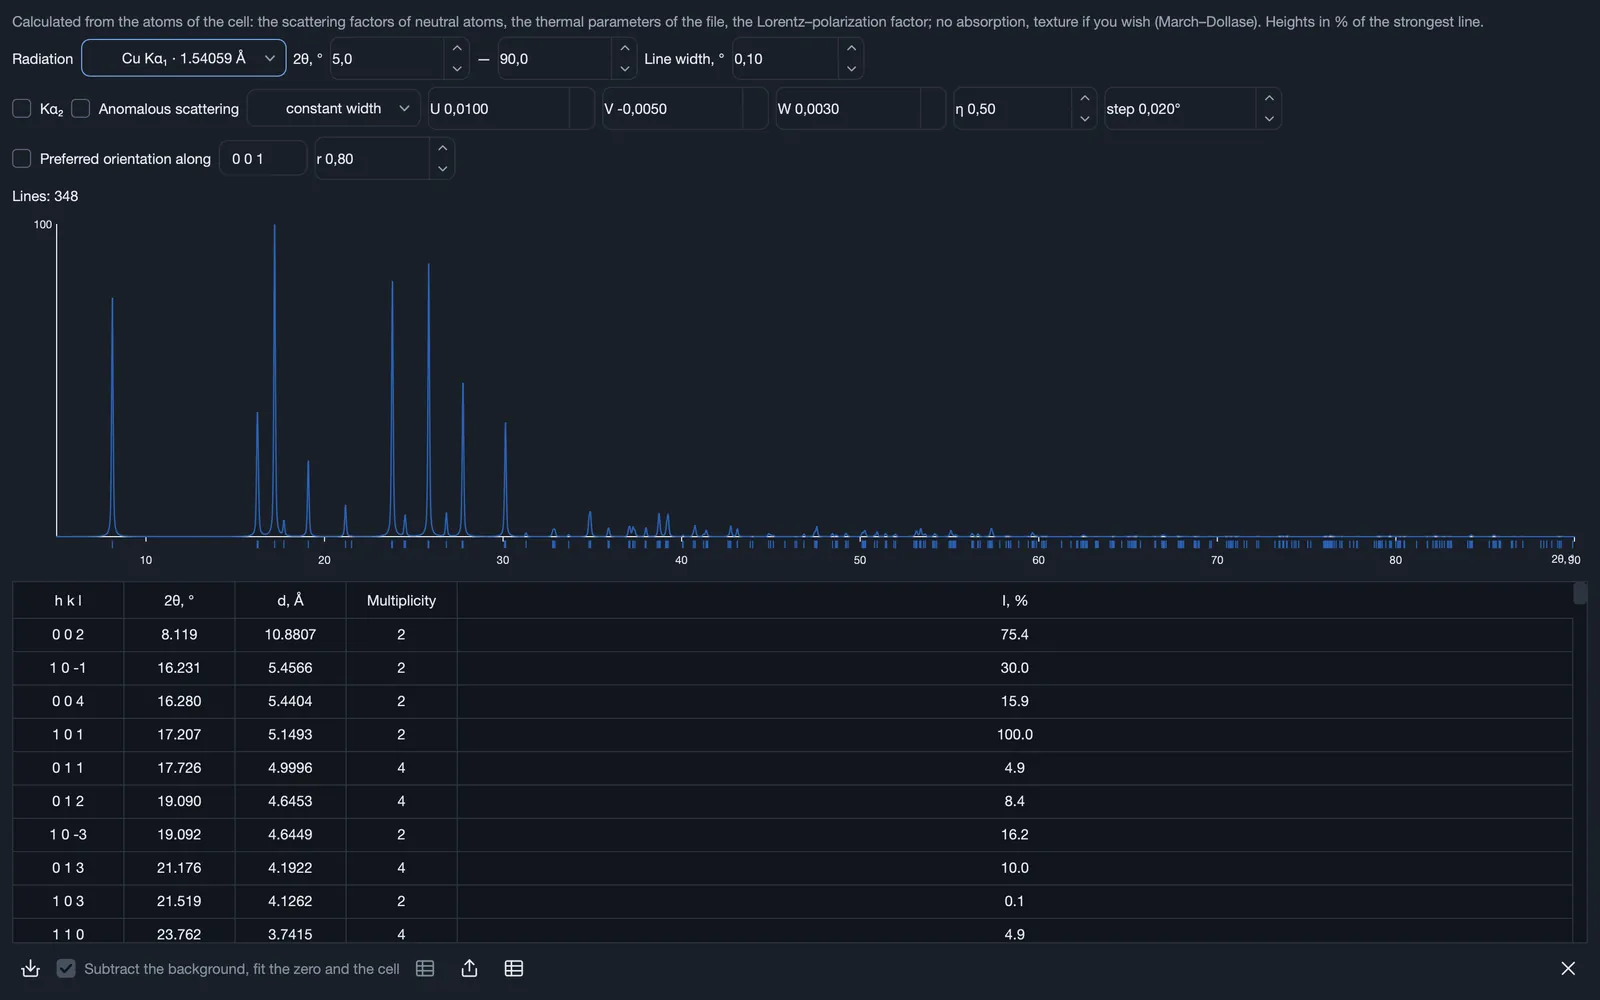 Calculated from the atoms of the cell: the scattering factors of neutral atoms, the thermal parameters of the file, the Lorentz–polarization factor; no absorption, texture if you wish (March–Dollase). Heights in % of the strongest line.
Radiation Cu Kα₁ · 1.54059 Å 2θ, ° 5,0 — 90,0 Line width, ° 0,10
Kα₂ Anomalous scattering constant width U 0,0100 V -0,0050 W 0,0030 η 0,50 step 0,020°
Preferred orientation along 0 0 1 r 0,80
Lines: 348
100
10 20 30 40 50 60 70 80 2θ, 90
h k l 2θ, ° d, Å Multiplicity I, %
0 0 2 8.119 10.8807 2 75.4
1 0 -1 16.231 5.4566 2 30.0
0 0 4 16.280 5.4404 2 15.9
1 0 1 17.207 5.1493 2 100.0
0 1 1 17.726 4.9996 4 4.9
0 1 2 19.090 4.6453 4 8.4
1 0 -3 19.092 4.6449 2 16.2
0 1 3 21.176 4.1922 4 10.0
1 0 3 21.519 4.1262 2 0.1
1 1 0 23.762 3.7415 4 4.9
Subtract the background, fit the zero and the cell